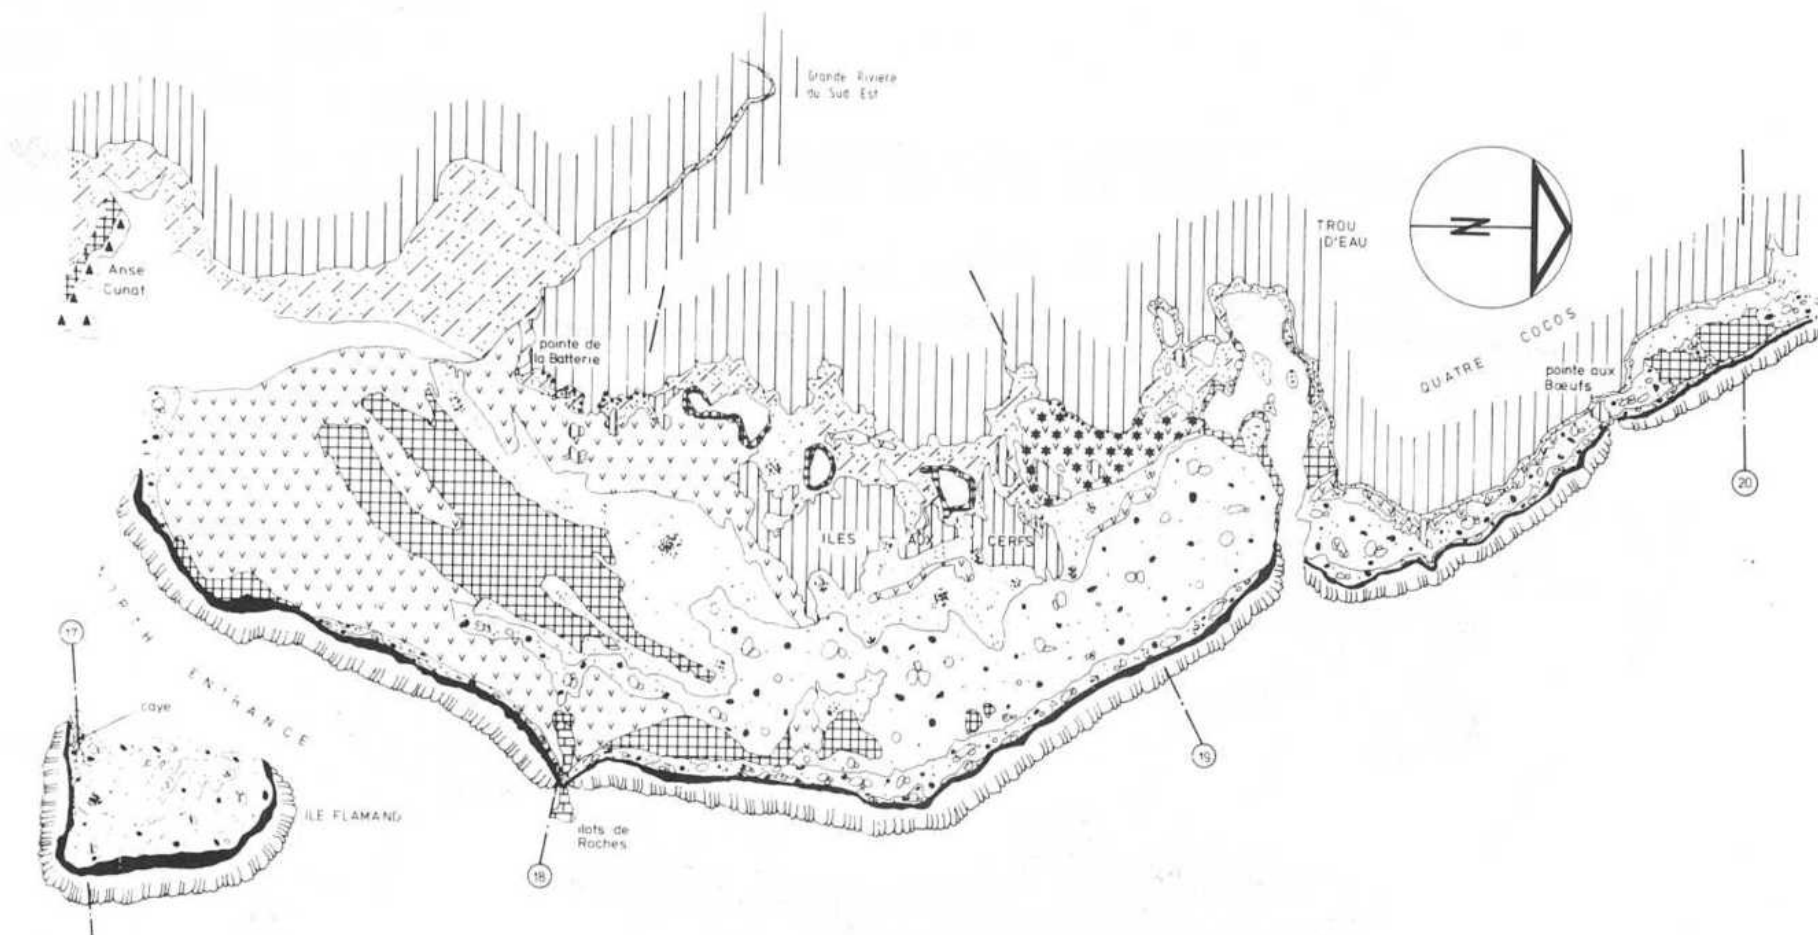 Grande Riviere
du Sud Est
TROU
D'EAU
N
Anse
Cunat
QUATRE COCOS
pointe de
la Batterie
pointe aux
Bœufs
20
ILES AUX CERFS
17
ENTRANCE
caye
19
ILE FLAMAND
ilots de
Roches
18